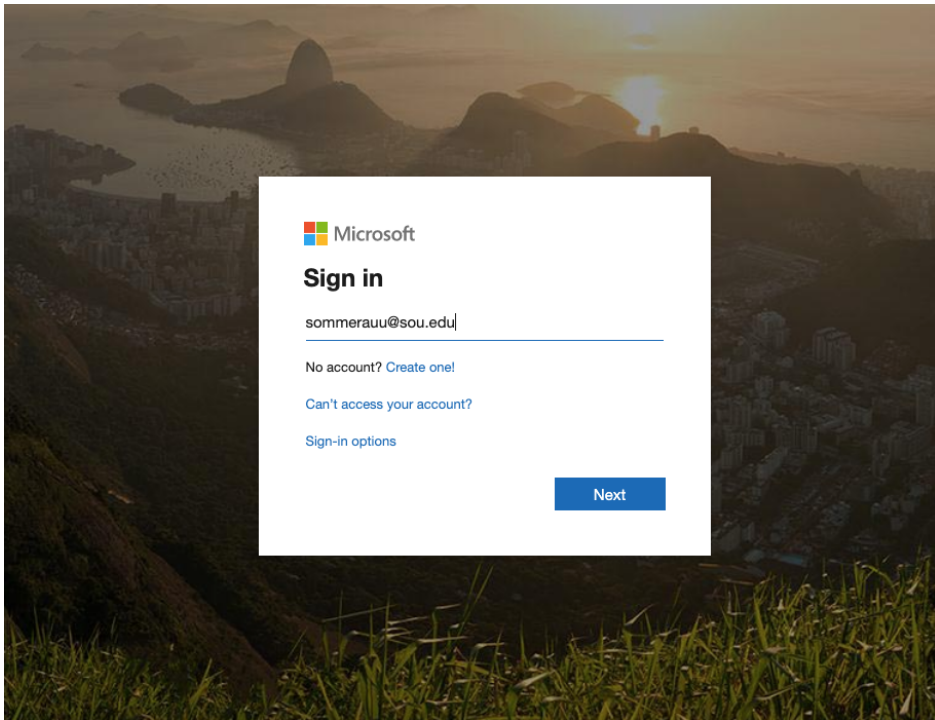 Microsoft
Sign in
sommerauu@sou.edu
No account? Create one!
Can't access your account?
Sign-in options
Next